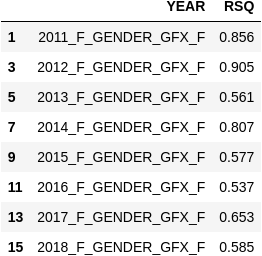 YEAR RSQ
1 2011_F_GENDER_GFX_F 0.856
3 2012_F_GENDER_GFX_F 0.905
5 2013_F_GENDER_GFX_F 0.561
7 2014_F_GENDER_GFX_F 0.807
9 2015_F_GENDER_GFX_F 0.577
11 2016_F_GENDER_GFX_F 0.537
13 2017_F_GENDER_GFX_F 0.653
15 2018_F_GENDER_GFX_F 0.585